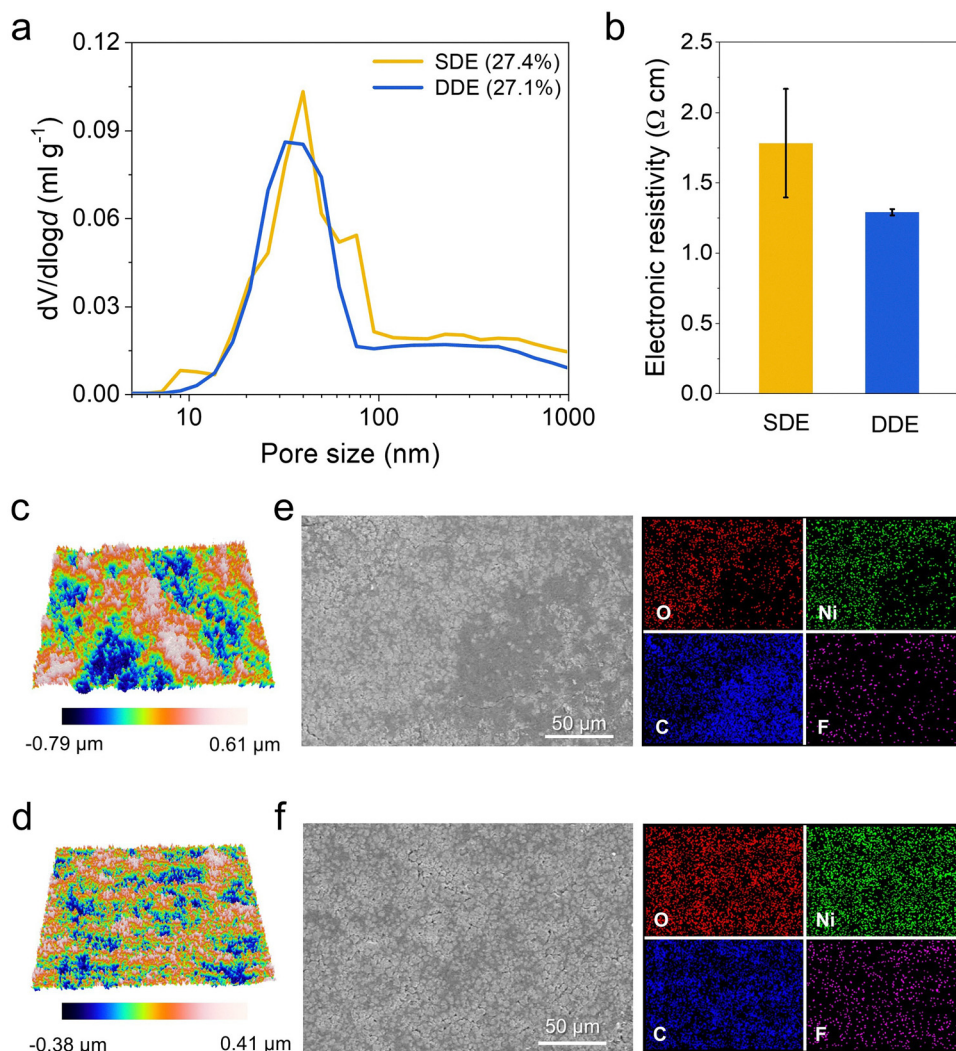 a
0.12
0.09
0.06
0.03
0.00
dV/dlogd (ml g⁻¹)
SDE (27.4%)
DDE (27.1%)
10
100
1000
Pore size (nm)
b
2.5
2.0
1.5
1.0
0.5
0.0
Electronic resistivity (Ω cm)
SDE
DDE
c
-0.79 µm
0.61 µm
e
50 µm
O
Ni
C
F
d
-0.38 µm
0.41 µm
f
50 µm
O
Ni
C
F